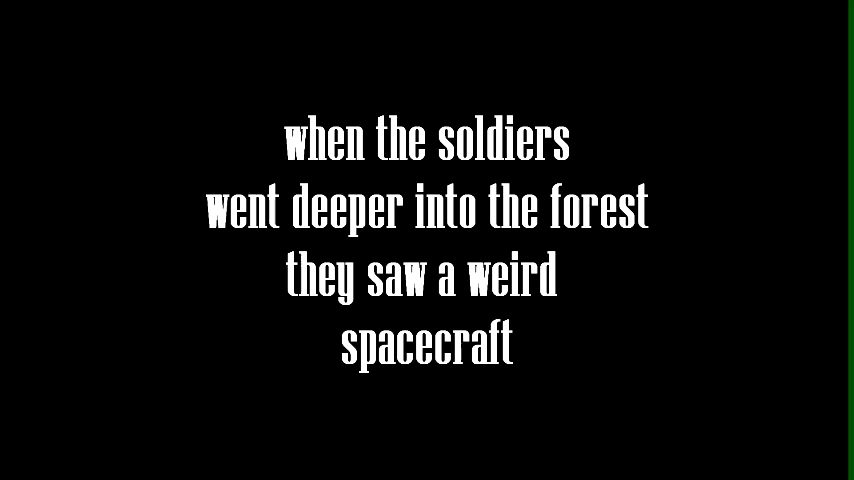 when the soldiers
went deeper into the forest
they saw a weird
spacecraft